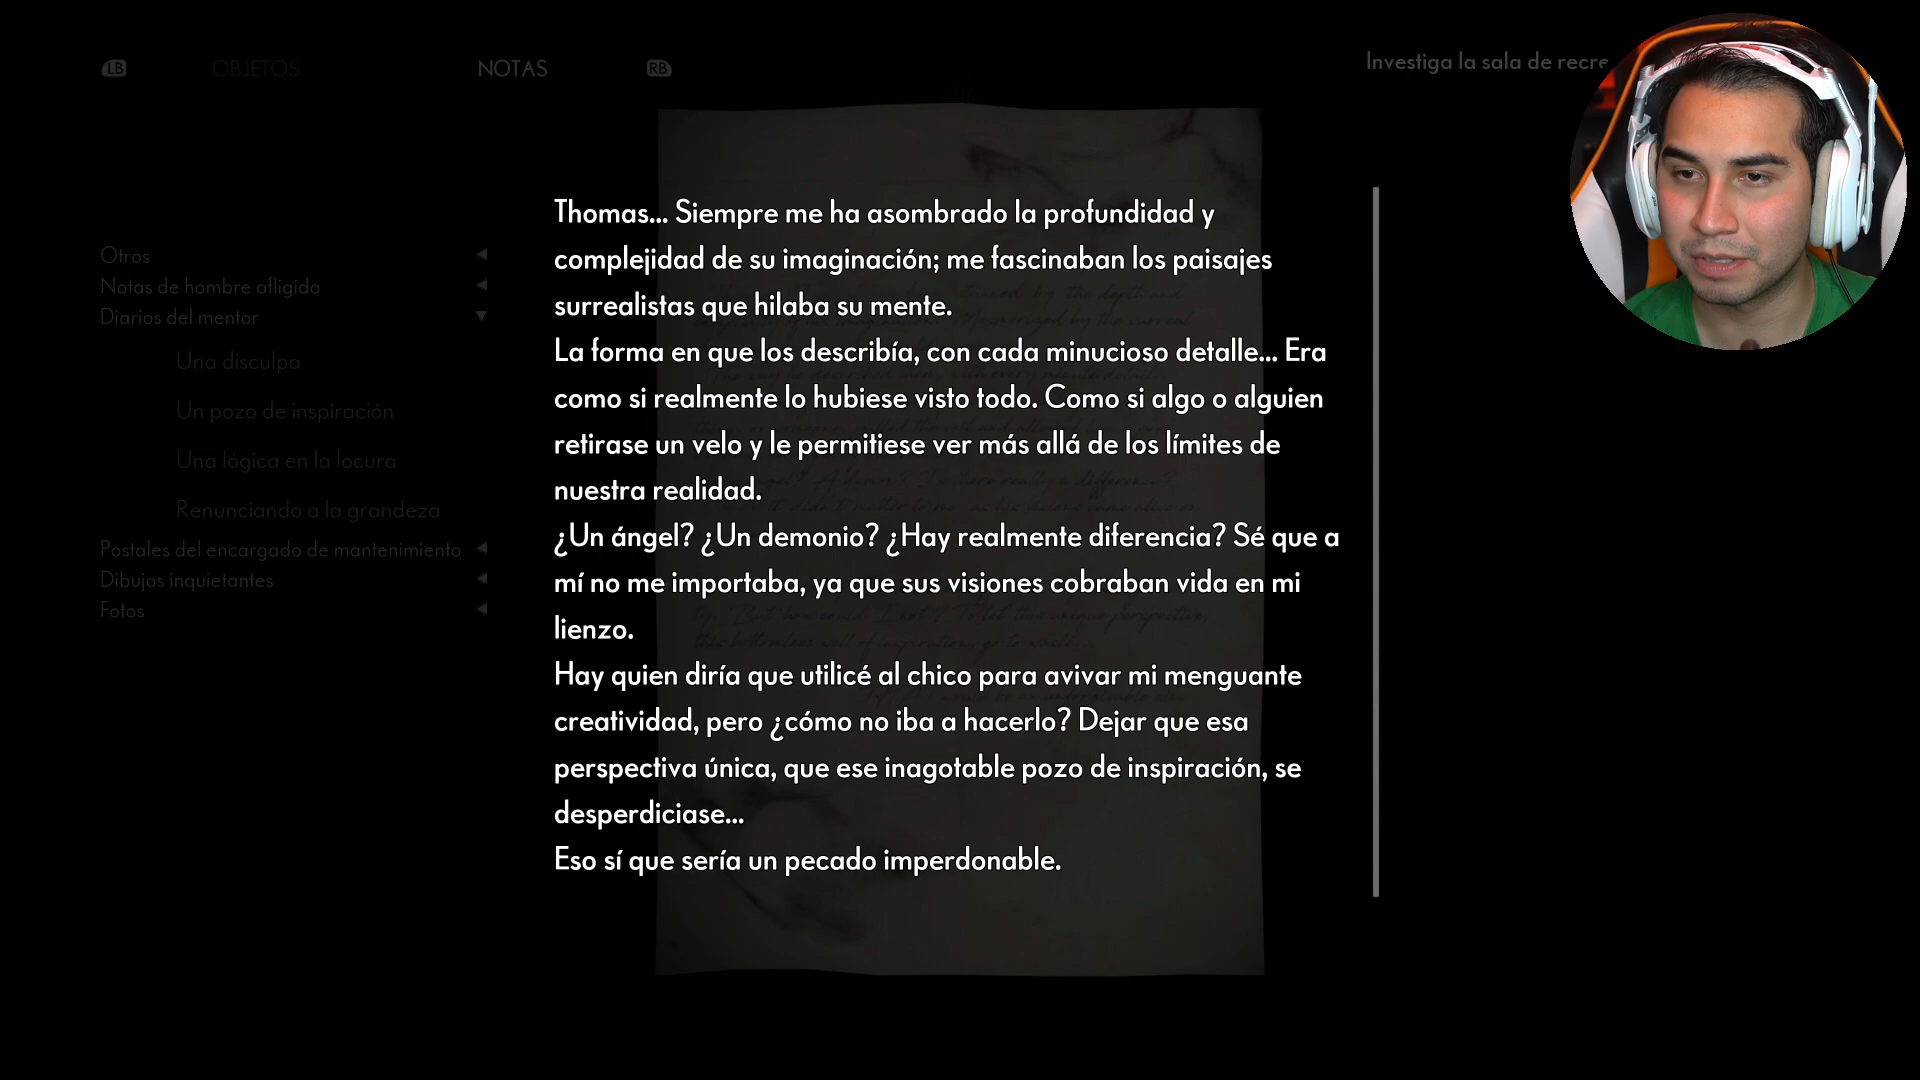 LB OBJETOS NOTAS RB
Investiga la sala de recre
Otros
Notas de hombre afligido
Diarios del mentor
Una disculpa
Un pozo de inspiración
Una lógica en la locura
Renunciando a la grandeza
Postales del encargado de mantenimiento
Dibujos inquietantes
Fotos
Thomas... Siempre me ha asombrado la profundidad y
complejidad de su imaginación; me fascinaban los paisajes
surrealistas que hilaba su mente.
La forma en que los describía, con cada minucioso detalle... Era
como si realmente lo hubiese visto todo. Como si algo o alguien
retirase un velo y le permitiese ver más allá de los límites de
nuestra realidad.
¿Un ángel? ¿Un demonio? ¿Hay realmente diferencia? Sé que a
mí no me importaba, ya que sus visiones cobraban vida en mi
lienzo.
Hay quien diría que utilicé al chico para avivar mi menguante
creatividad, pero ¿cómo no iba a hacerlo? Dejar que esa
perspectiva única, que ese inagotable pozo de inspiración, se
desperdiciase...
Eso sí que sería un pecado imperdonable.